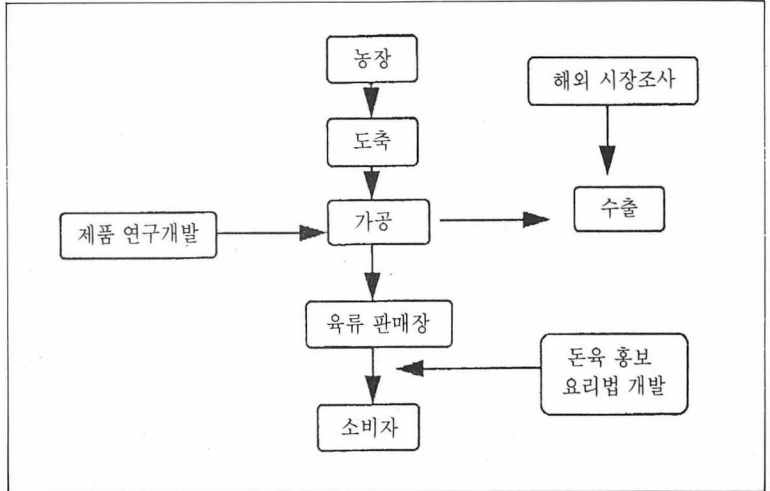 농장
해외 시장조사
도축
가공
수출
제품 연구개발
육류 판매장
돈육 홍보
요리법 개발
소비자